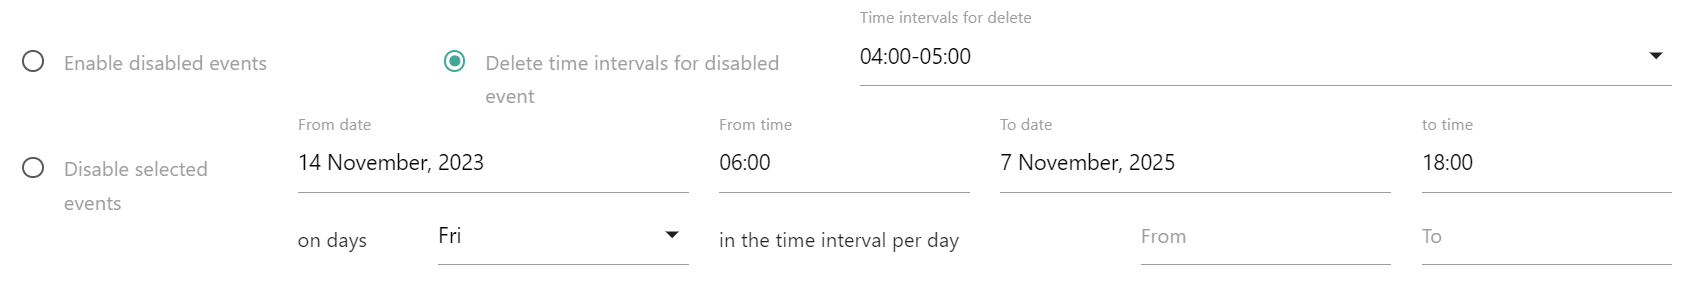 Time intervals for delete
Enable disabled events
Delete time intervals for disabled
event
04:00-05:00
From date
From time
To date
to time
Disable selected
events
14 November, 2023
06:00
7 November, 2025
18:00
on days
Fri
in the time interval per day
From
To